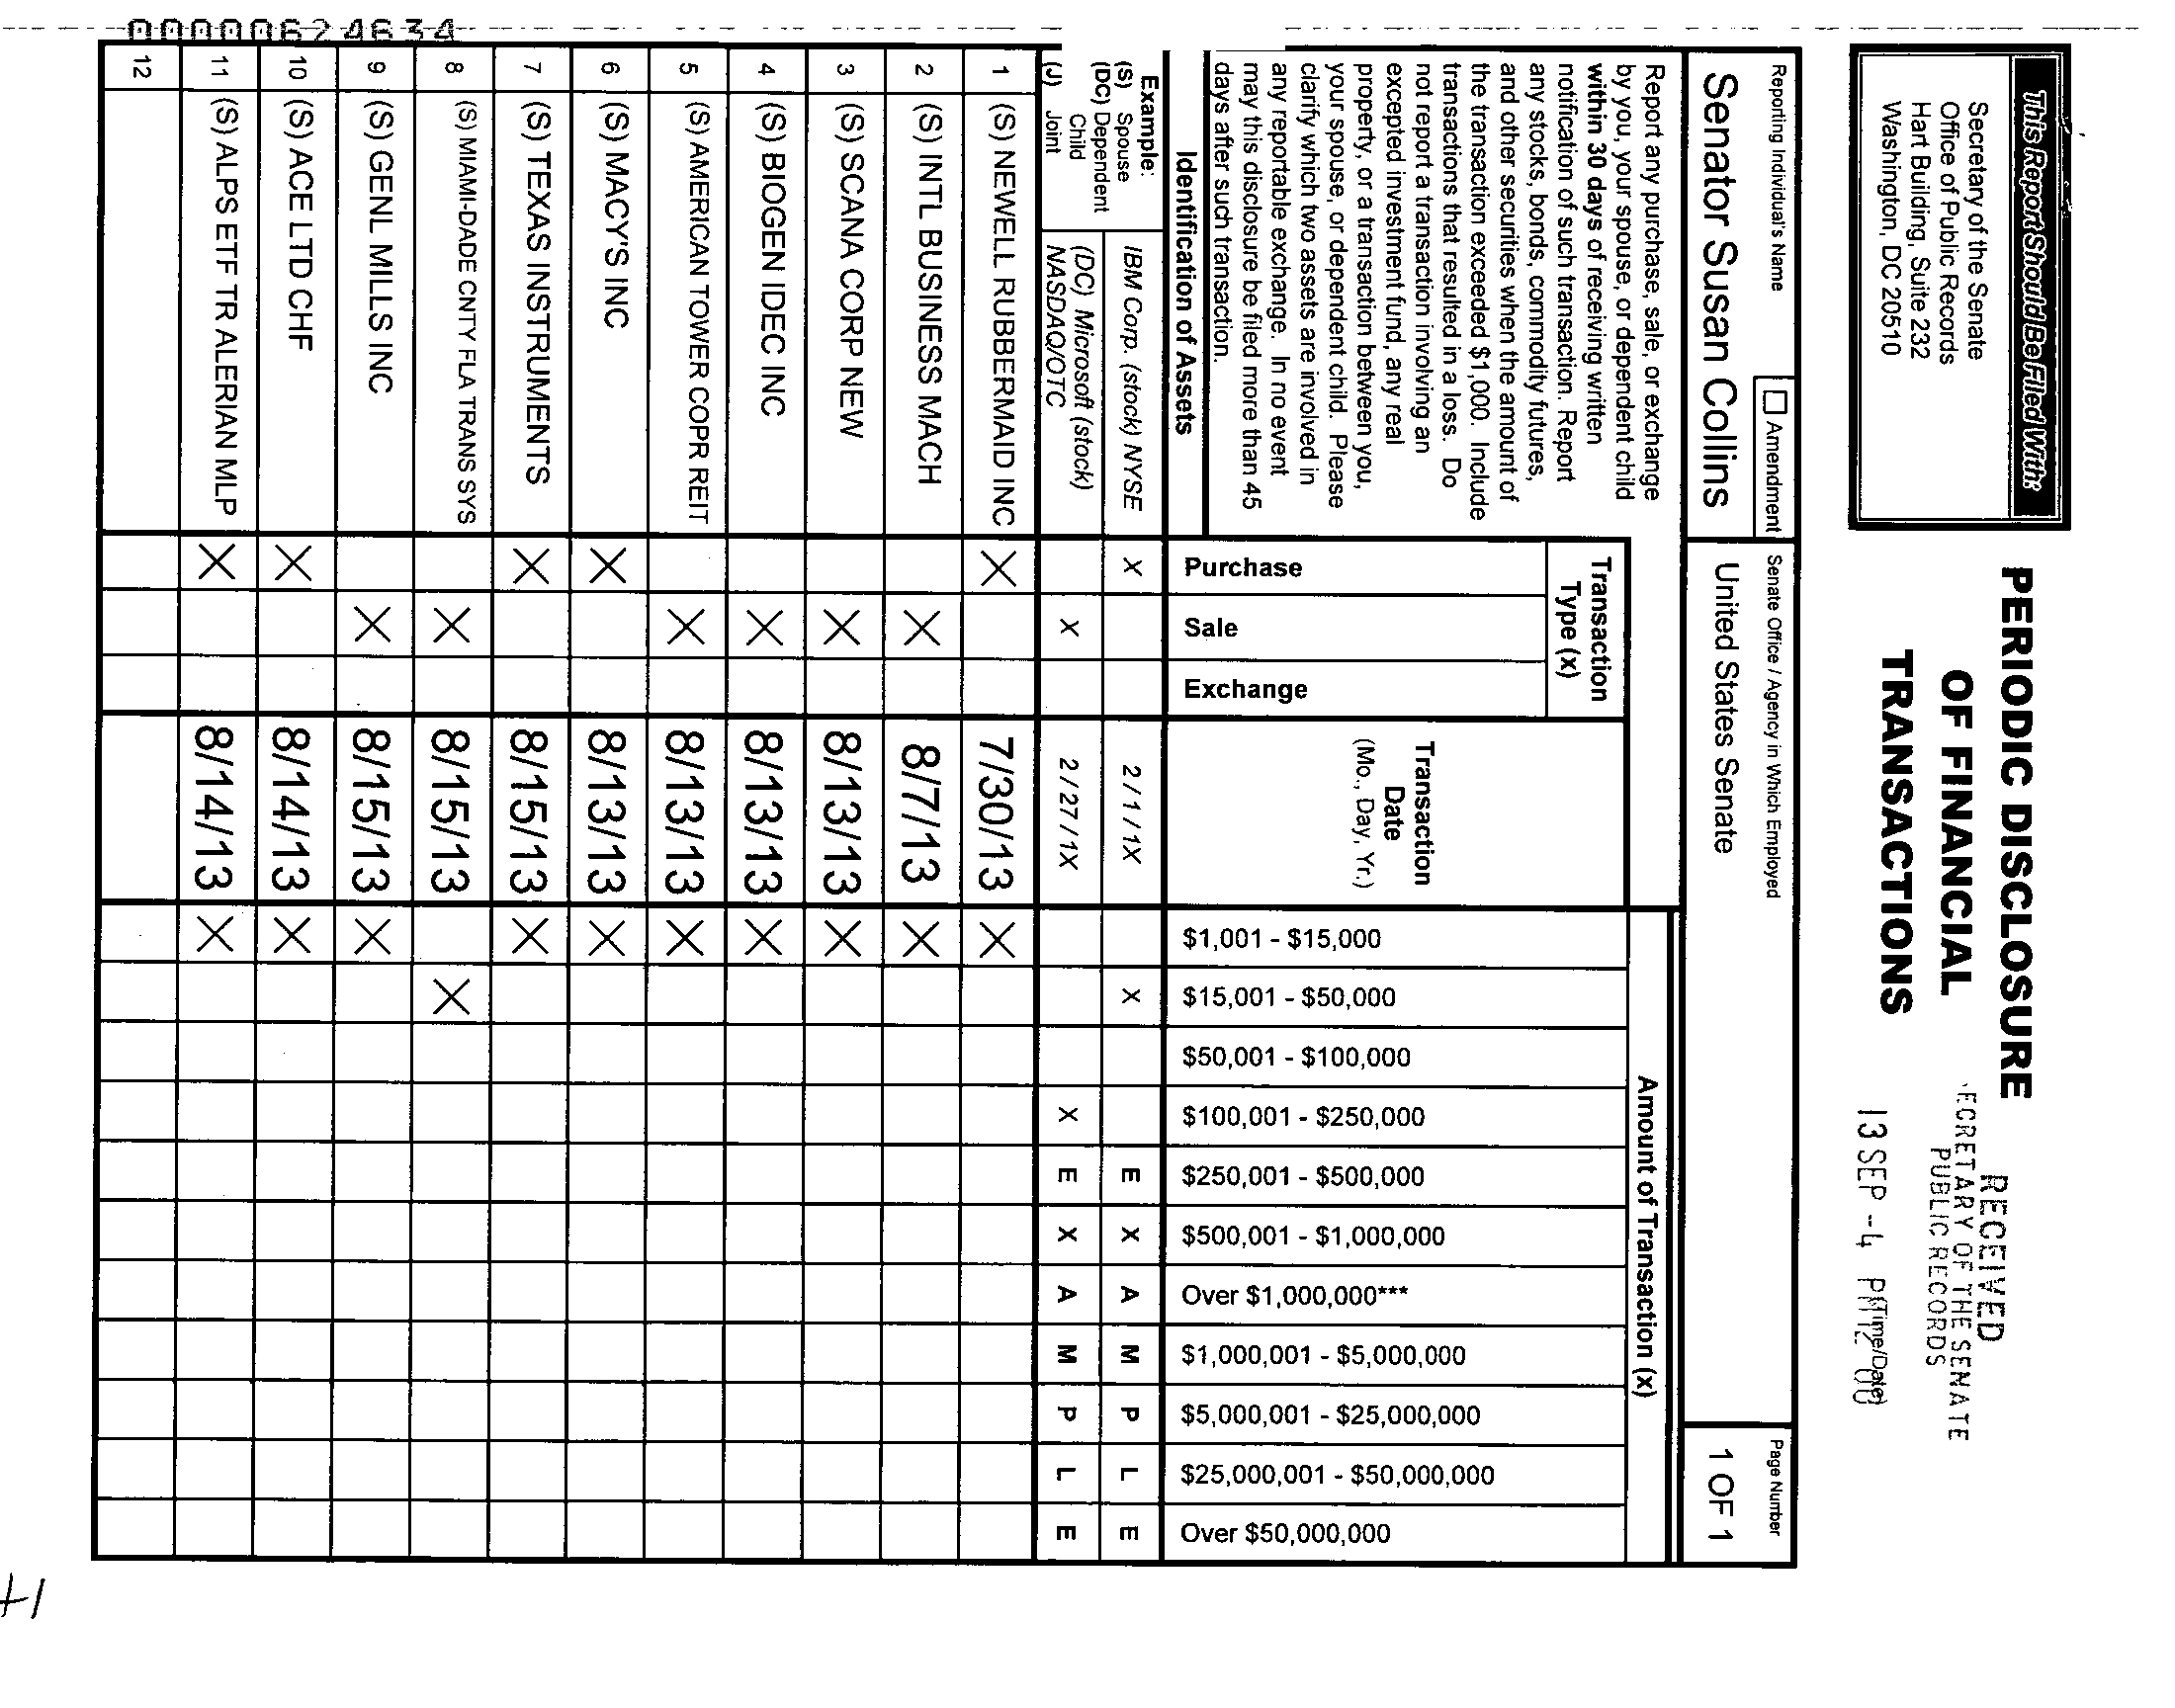 This Report Should Be Filed With:
Secretary of the Senate
Office of Public Records
Hart Building, Suite 232
Washington, DC 20510
PERIODIC DISCLOSURE
OF FINANCIAL
TRANSACTIONS
RECEIVED
ECRETARY OF THE SENATE
PUBLIC RECORDS
(Time/Date)
13 SEP -4 PM 12: 00
Reporting Individual's Name
Amendment
Senate Office / Agency in Which Employed
Page Number
Senator Susan Collins
United States Senate
1 OF 1
Report any purchase, sale, or exchange
by you, your spouse, or dependent child
within 30 days of receiving written
notification of such transaction. Report
any stocks, bonds, commodity futures,
and other securities when the amount of
the transaction exceeded $1,000. Include
transactions that resulted in a loss. Do
not report a transaction involving an
excepted investment fund, any real
property, or a transaction between you,
your spouse, or dependent child. Please
clarify which two assets are involved in
any reportable exchange. In no event
may this disclosure be filed more than 45
days after such transaction.
Identification of Assets
Transaction
Type (x)
Purchase
Sale
Exchange
Transaction
Date
(Mo., Day, Yr.)
Amount of Transaction (x)
$1,001 - $15,000
$15,001 - $50,000
$50,001 - $100,000
$100,001 - $250,000
$250,001 - $500,000
$500,001 - $1,000,000
Over $1,000,000***
$1,000,001 - $5,000,000
$5,000,001 - $25,000,000
$25,000,001 - $50,000,000
Over $50,000,000
Example:
(S) Spouse
(DC) Dependent
Child
(J) Joint
IBM Corp. (stock) NYSE X 2 / 1 / 1X X E X A M P L E
(DC) Microsoft (stock)
NASDAQ/OTC X 2 / 27 / 1X X E X A M P L E
1 (S) NEWELL RUBBERMAID INC X 7/30/13 X
2 (S) INTL BUSINESS MACH X 8/7/13 X
3 (S) SCANA CORP NEW X 8/13/13 X
4 (S) BIOGEN IDEC INC X 8/13/13 X
5 (S) AMERICAN TOWER COPR REIT X 8/13/13 X
6 (S) MACY'S INC X 8/13/13 X
7 (S) TEXAS INSTRUMENTS X 8/15/13 X
8 (S) MIAMI-DADE CNTY FLA TRANS SYS X 8/15/13 X
9 (S) GENL MILLS INC X 8/15/13 X
10 (S) ACE LTD CHF X 8/14/13 X
11 (S) ALPS ETF TR ALERIAN MLP X 8/14/13 X
12
00000624634